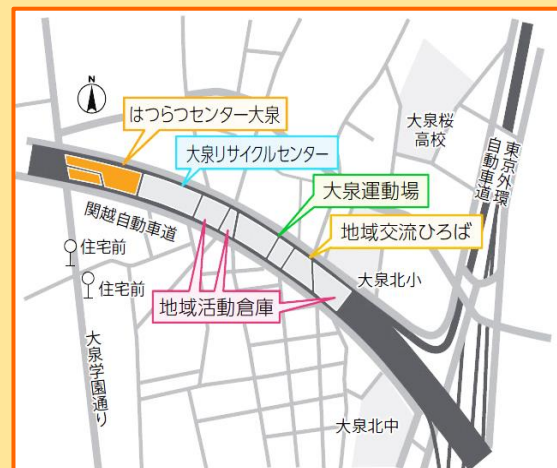 N
はつらつセンター大泉
大泉リサイクルセンター
大泉桜
高校
東京外環
自動車道
大泉運動場
地域交流ひろば
関越自動車道
住宅前
住宅前
地域活動倉庫
大泉北小
大泉学園通り
大泉北中